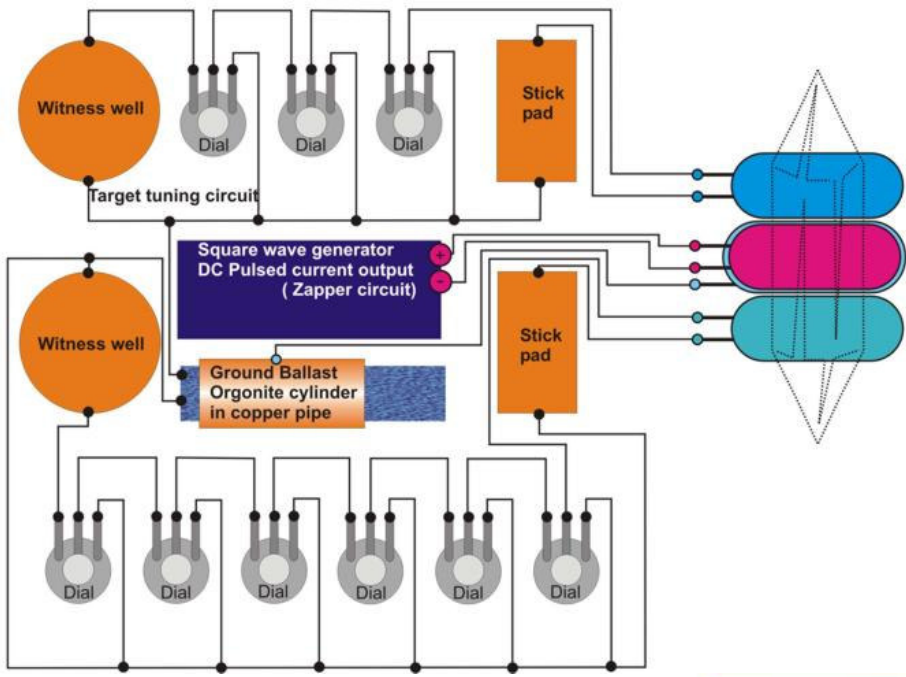 Witness well
Dial
Dial
Dial
Stick
pad
Target tuning circuit
Square wave generator
DC Pulsed current output
( Zapper circuit)
+
-
Witness well
Ground Ballast
Orgonite cylinder
in copper pipe
Stick
pad
Dial
Dial
Dial
Dial
Dial
Dial